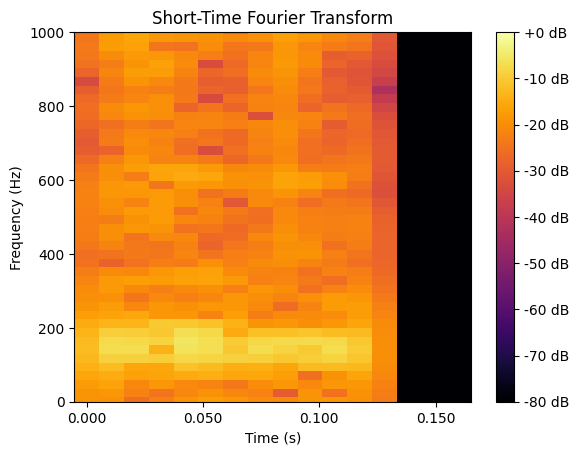 Short-Time Fourier Transform
1000
800
600
400
200
0
Frequency (Hz)
0.000
0.050
0.100
0.150
Time (s)
+0 dB
-10 dB
-20 dB
-30 dB
-40 dB
-50 dB
-60 dB
-70 dB
-80 dB